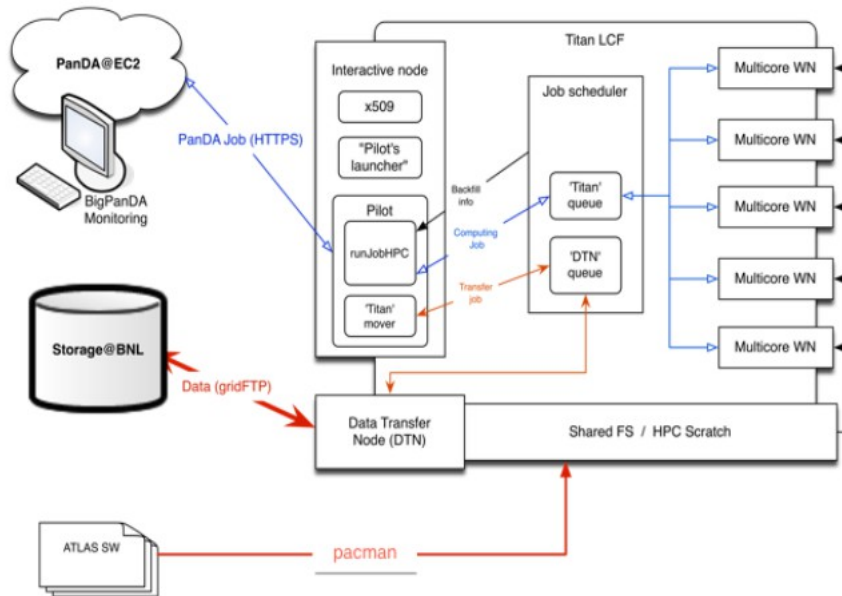 PanDA@EC2
BigPanDA
Monitoring
PanDA Job (HTTPS)
Storage@BNL
Data (gridFTP)
ATLAS SW
pacman
Titan LCF
Interactive node
x509
"Pilot's
launcher"
Pilot
runJobHPC
'Titan'
mover
Backfill
info
Computing
Job
Transfer
job
Job scheduler
'Titan'
queue
'DTN'
queue
Multicore WN
Multicore WN
Multicore WN
Multicore WN
Multicore WN
Data Transfer
Node (DTN)
Shared FS / HPC Scratch